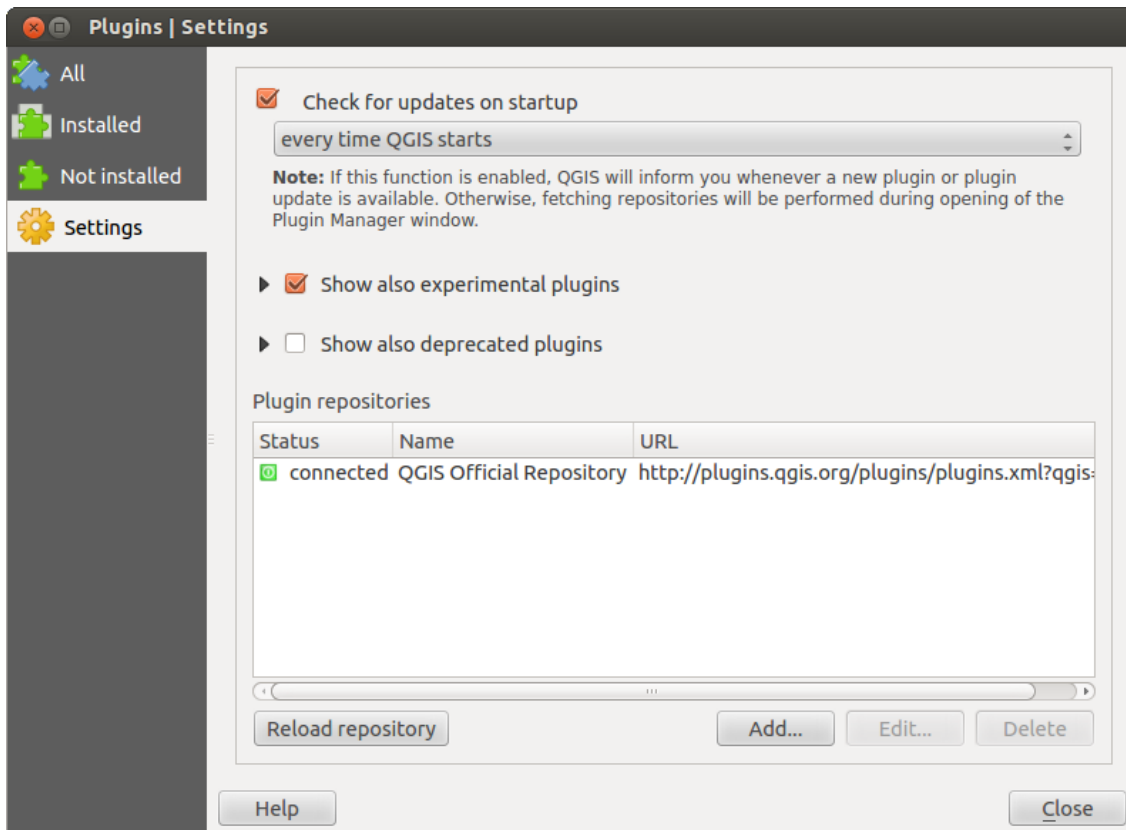 Plugins | Settings
All
Installed
Not installed
Settings
Check for updates on startup
every time QGIS starts
Note: If this function is enabled, QGIS will inform you whenever a new plugin or plugin
update is available. Otherwise, fetching repositories will be performed during opening of the
Plugin Manager window.
Show also experimental plugins
Show also deprecated plugins
Plugin repositories
Status Name URL
connected QGIS Official Repository http://plugins.qgis.org/plugins/plugins.xml?qgis=
Reload repository Add... Edit... Delete
Help Close